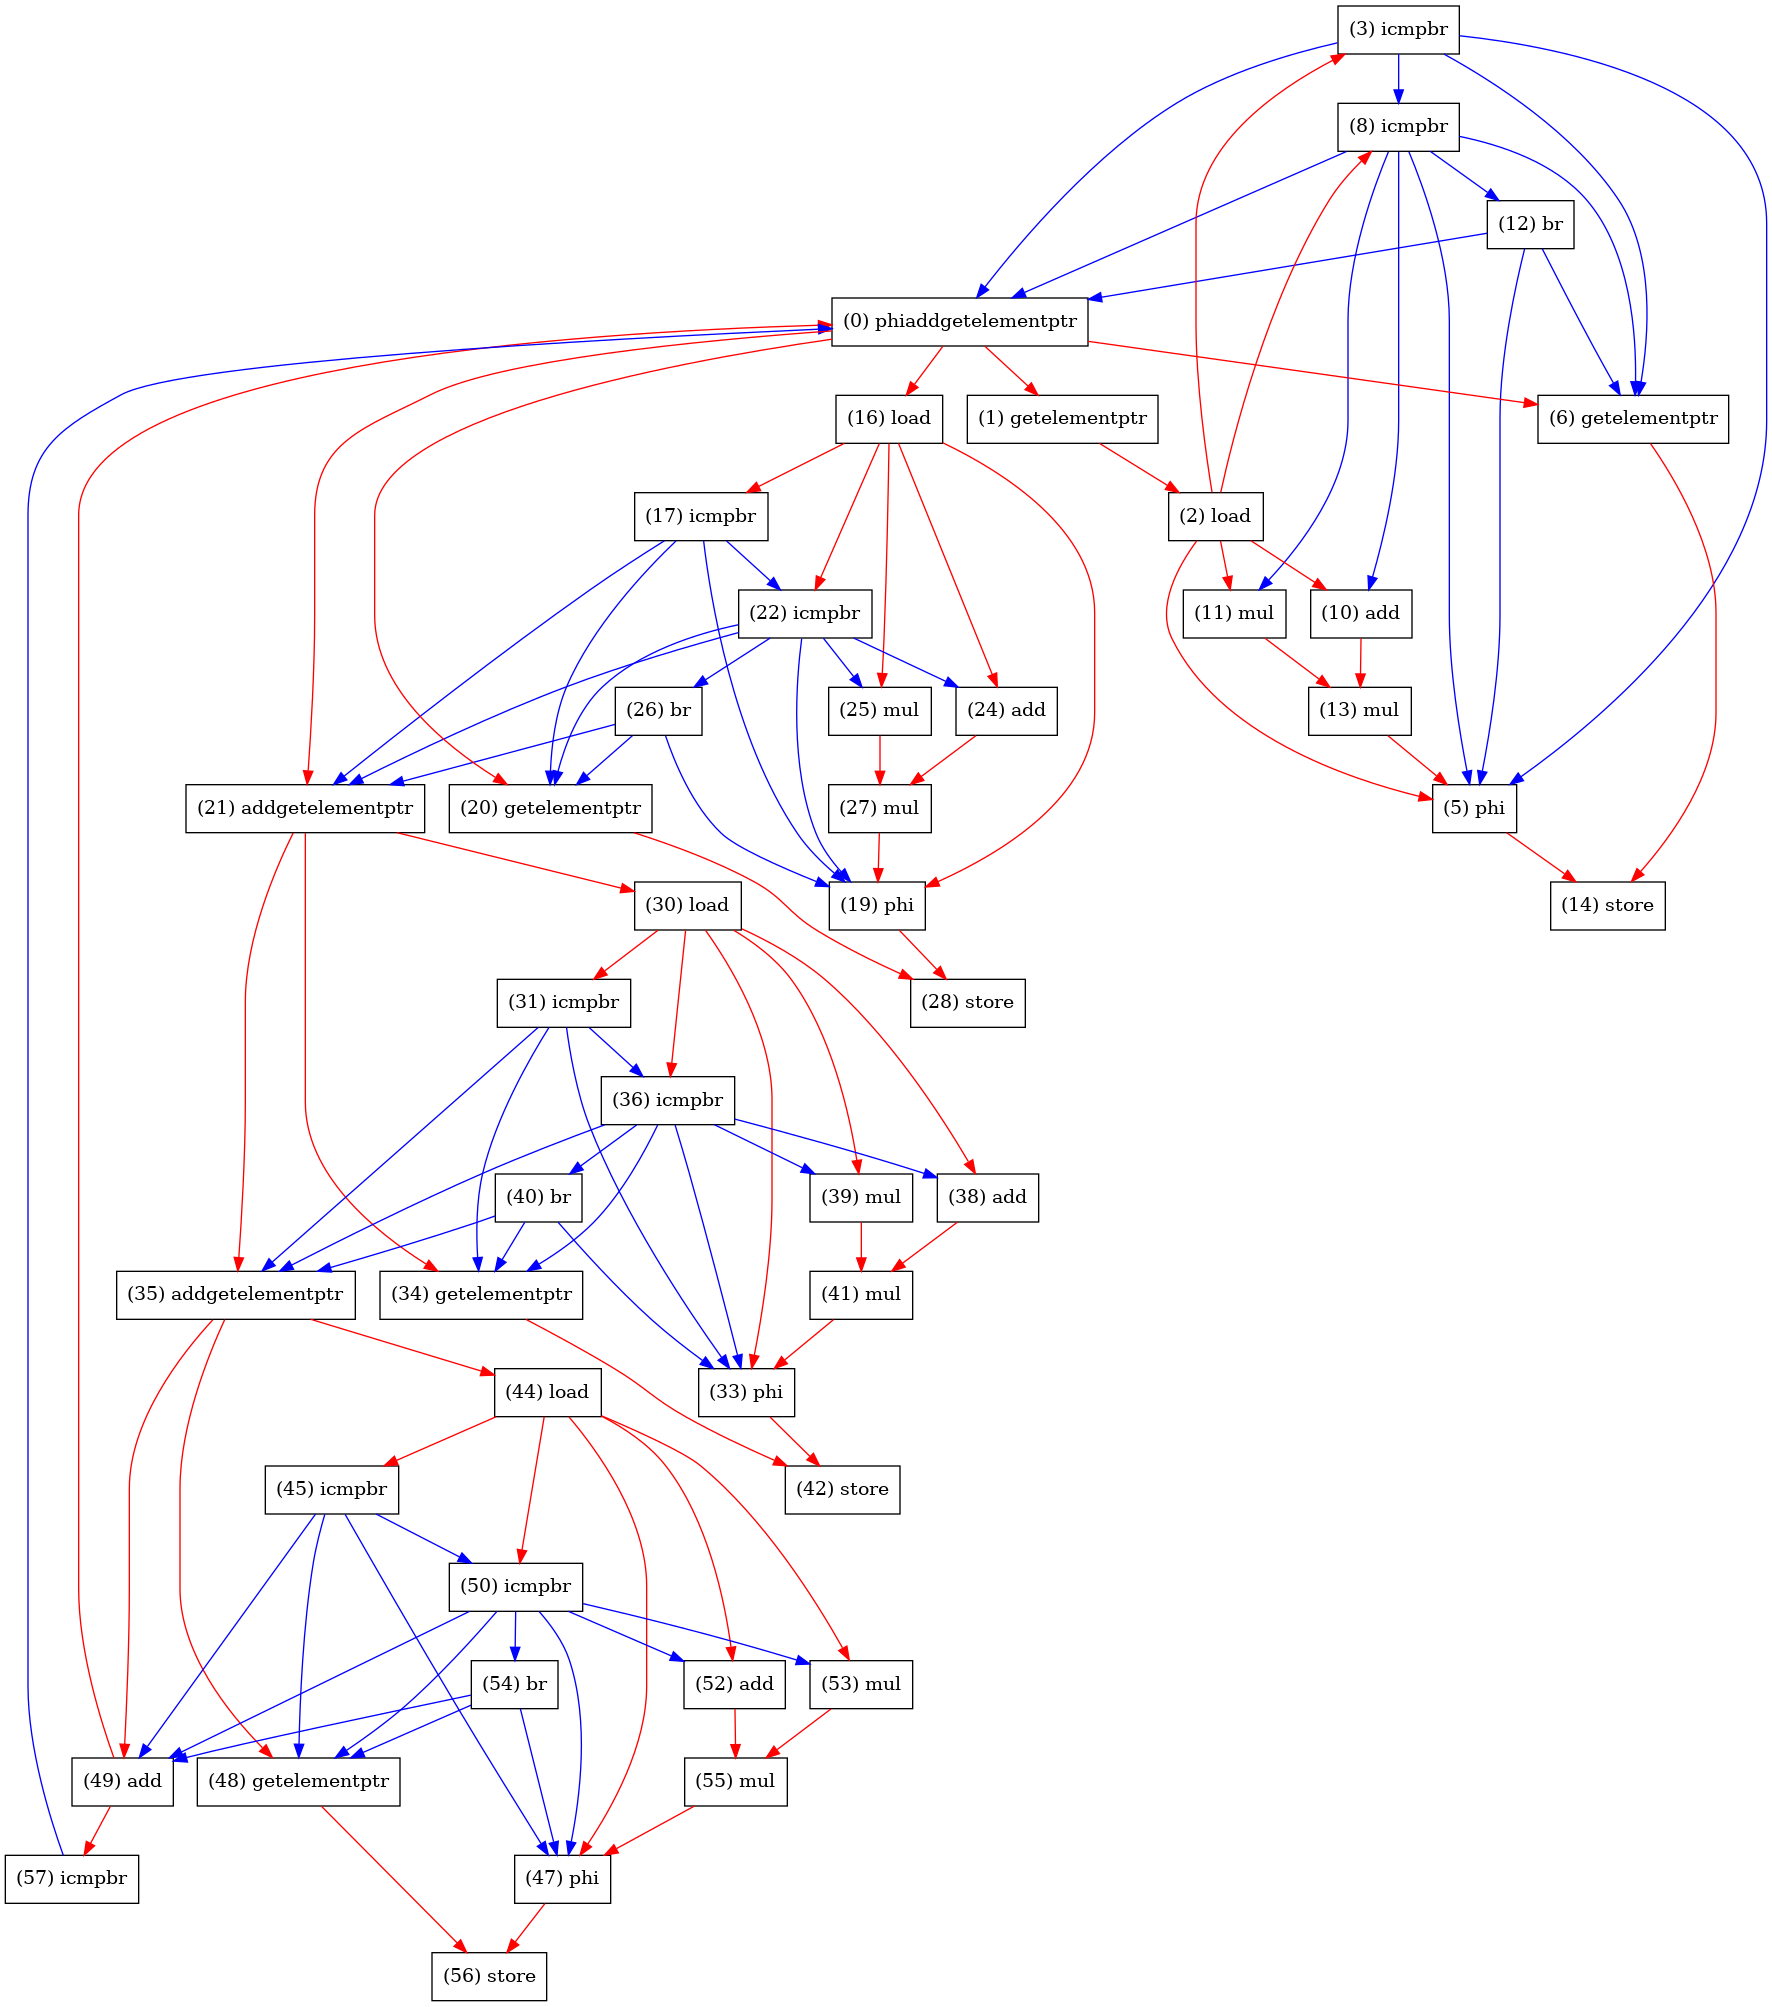 (3) icmpbr
(8) icmpbr
(12) br
(0) phiaddgetelementptr
(16) load
(1) getelementptr
(6) getelementptr
(17) icmpbr
(2) load
(22) icmpbr
(11) mul
(10) add
(26) br
(25) mul
(24) add
(13) mul
(21) addgetelementptr
(20) getelementptr
(27) mul
(5) phi
(30) load
(19) phi
(14) store
(31) icmpbr
(28) store
(36) icmpbr
(40) br
(39) mul
(38) add
(35) addgetelementptr
(34) getelementptr
(41) mul
(44) load
(33) phi
(45) icmpbr
(42) store
(50) icmpbr
(54) br
(52) add
(53) mul
(49) add
(48) getelementptr
(55) mul
(57) icmpbr
(47) phi
(56) store